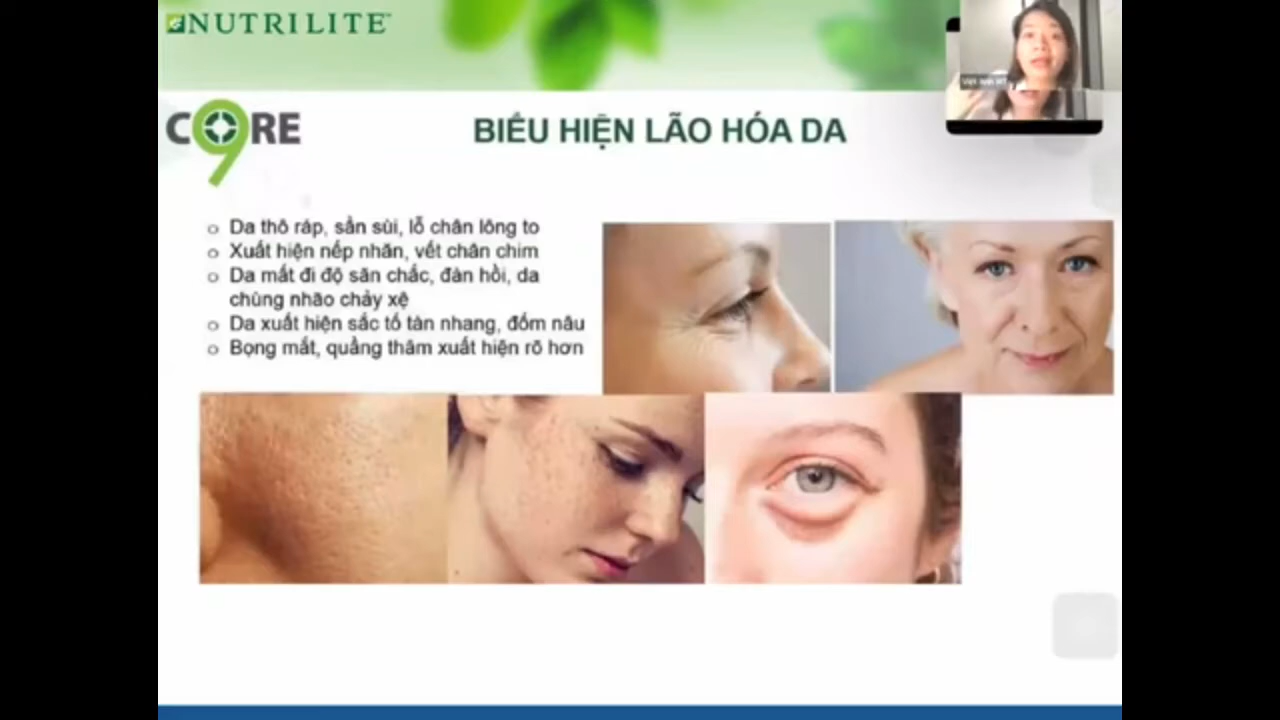 NUTRILITE
C9RE
BIỂU HIỆN LÃO HÓA DA
Da thô ráp, sần sùi, lỗ chân lông to
Xuất hiện nếp nhăn, vết chân chim
Da mất đi độ săn chắc, đàn hồi, da
chùng nhão chảy xệ
Da xuất hiện sắc tố tàn nhang, đốm nâu
Bọng mắt, quầng thâm xuất hiện rõ hơn